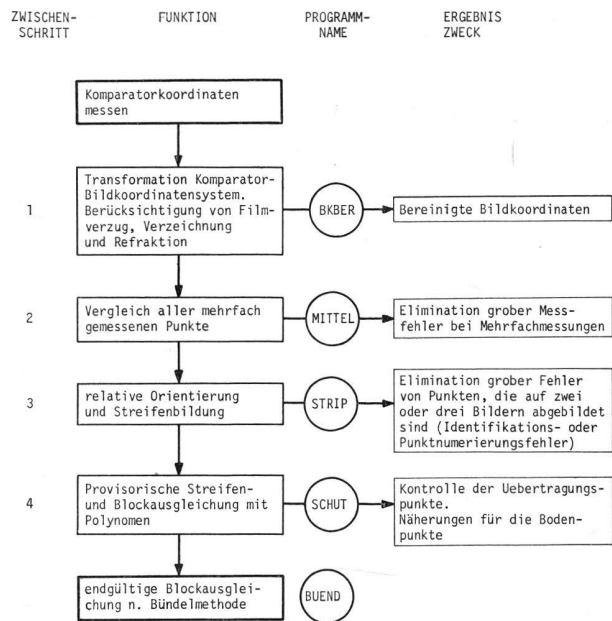 ZWISCHEN-
SCHRITT
FUNKTION
PROGRAMM-
NAME
ERGEBNIS
ZWECK
Komparatorkoordinaten
messen
1
Transformation Komparator-
Bildkoordinatensystem.
Berücksichtigung von Film-
verzug, Verzeichnung
und Refraktion
BKBER
Bereinigte Bildkoordinaten
2
Vergleich aller mehrfach
gemessenen Punkte
MITTEL
Elimination grober Mess-
fehler bei Mehrfachmessungen
3
relative Orientierung
und Streifenbildung
STRIP
Elimination grober Fehler
von Punkten, die auf zwei
oder drei Bildern abgebildet
sind (Identifikations- oder
Punktnumerierungsfehler)
4
Provisorische Streifen-
und Blockausgleichung mit
Polynomen
SCHUT
Kontrolle der Uebertragungs-
punkte.
Näherungen für die Boden-
punkte
endgültige Blockausglei-
chung n. Bündelmethode
BUEND